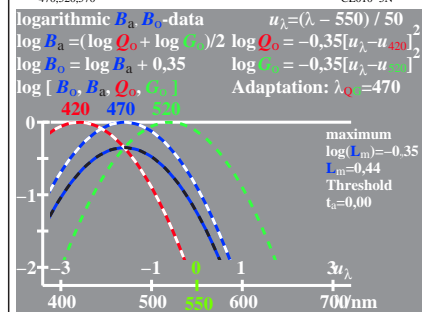 logarithmic Ba, Bo-data uλ=(λ – 550) / 50
log Ba =(log Qo + log Go)/2 log Qo = –0,35[uλ–u420]²
log Bo = log Ba + 0,35 log Go = –0,35[uλ–u520]²
log [ Bo, Ba, Qo, Go ] Adaptation: λQG=470
420 470 520
0
maximum
log(Lm)=–0,35
Lm=0,44
Threshold
ta=0,00
–1
–2 –3 –1 0 1 3uλ
400 500 550 600 700λ/nm